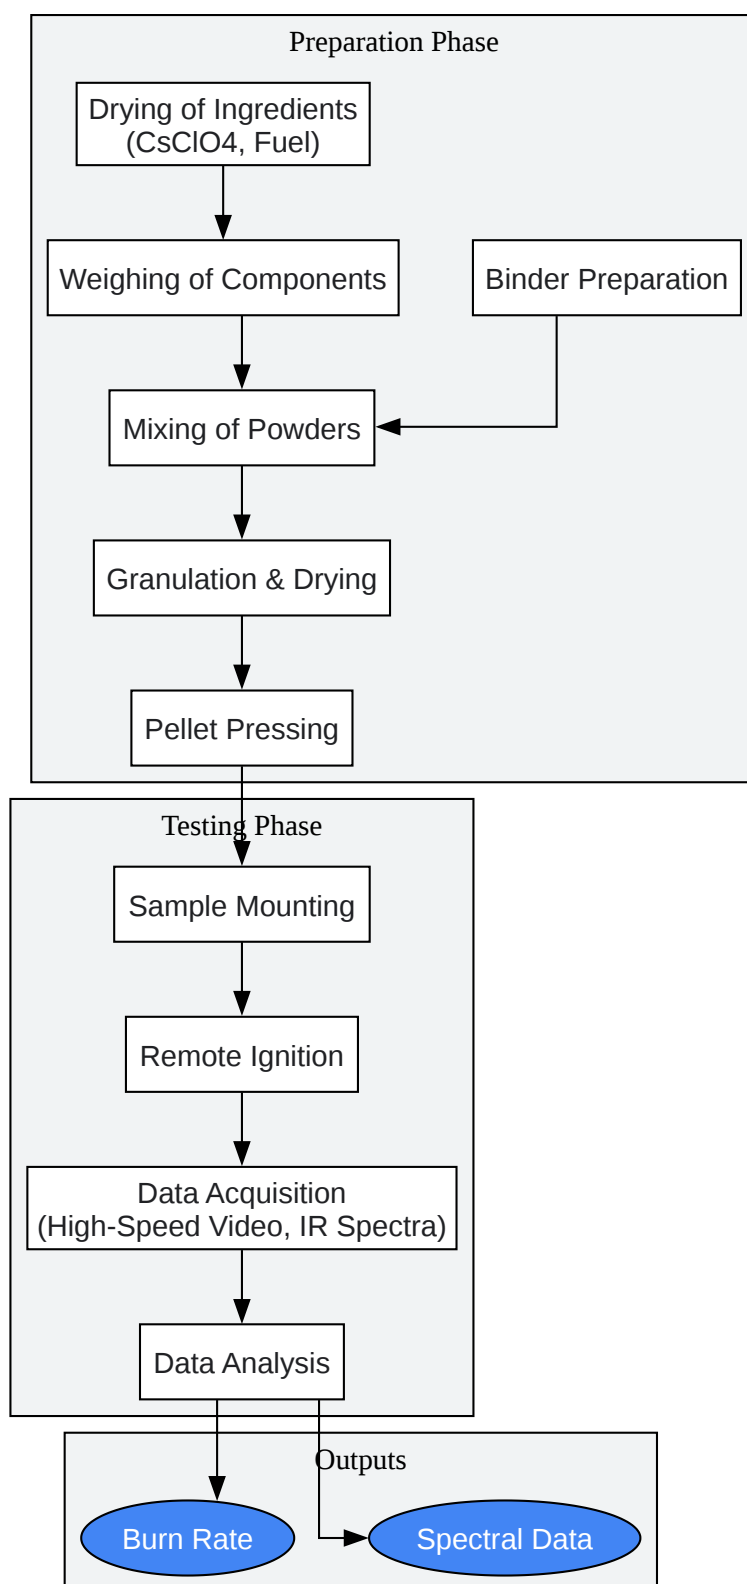 Preparation Phase
Drying of Ingredients
(CsClO4, Fuel)
Weighing of Components
Binder Preparation
Mixing of Powders
Granulation & Drying
Pellet Pressing
Testing Phase
Sample Mounting
Remote Ignition
Data Acquisition
(High-Speed Video, IR Spectra)
Data Analysis
Outputs
Burn Rate
Spectral Data